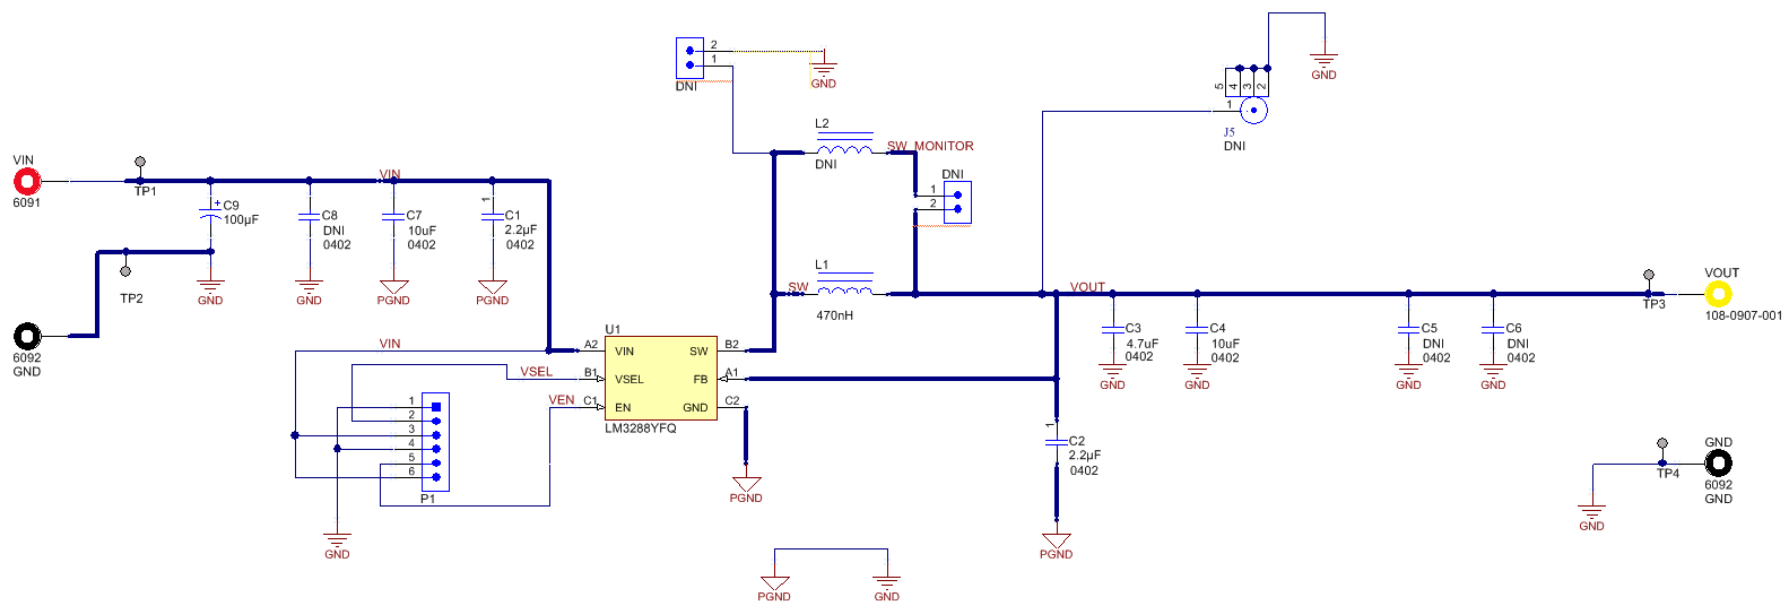 2
1
DNI
GND
GND
5
4
3
2
1
J5
DNI
L2
DNI
SW_MONITOR
DNI
1
2
VIN
6091
TP1
VIN
C9
100µF
+
C8
DNI
0402
C7
10uF
0402
1
C1
2.2µF
0402
GND
GND
PGND
PGND
TP2
6092
GND
L1
SW
470nH
VOUT
TP3
VOUT
108-0907-001
C3
4.7uF
0402
C4
10uF
0402
C5
DNI
0402
C6
DNI
0402
GND
GND
GND
GND
U1
VIN
A2
VIN
SW
B2
VSEL
B1
VSEL
FB
A1
VEN
C1
EN
GND
C2
LM3288YFQ
1
2
3
4
5
6
P1
GND
PGND
1
C2
2.2µF
0402
PGND
GND
TP4
6092
GND
GND
PGND
GND